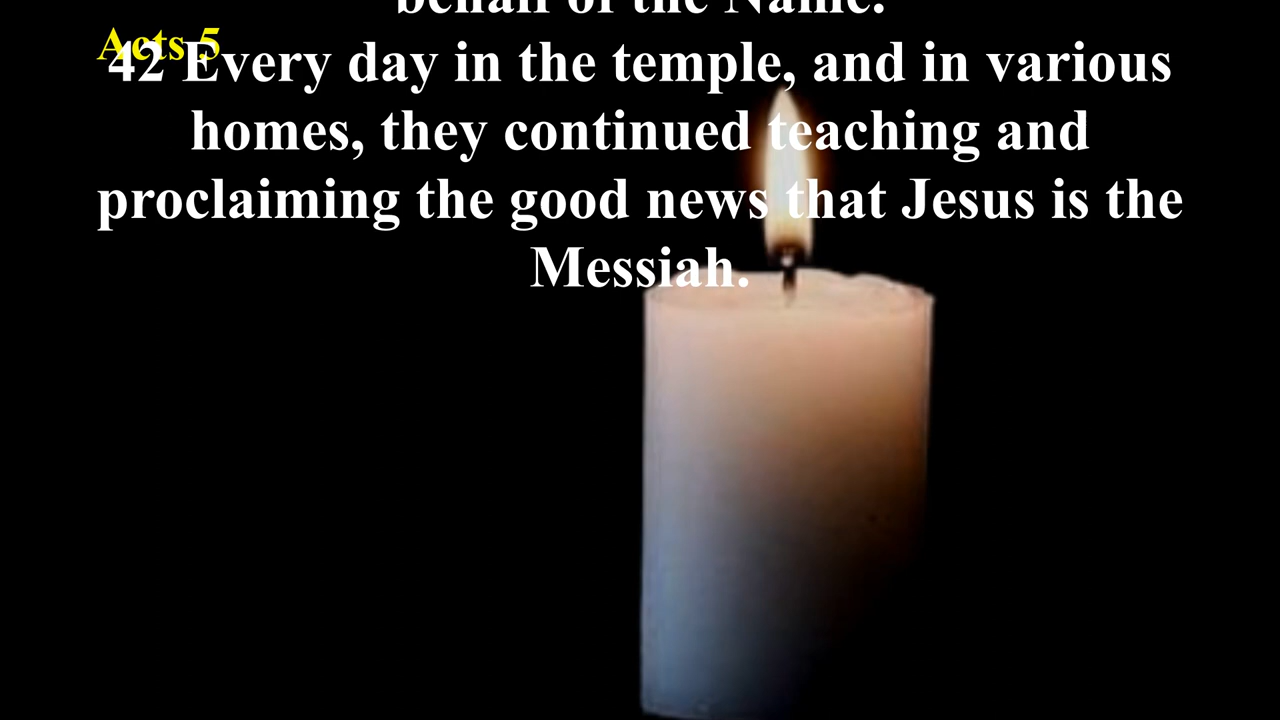 behalf of the Name.
Acts 5
42 Every day in the temple, and in various
homes, they continued teaching and
proclaiming the good news that Jesus is the
Messiah.